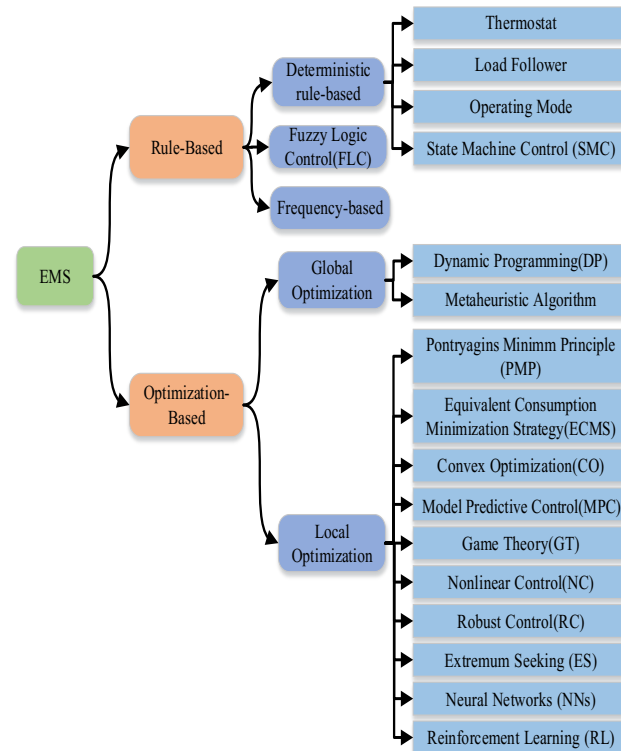 EMS
Rule-Based
Optimization-
Based
Deterministic
rule-based
Fuzzy Logic
Control(FLC)
Frequency-based
Global
Optimization
Local
Optimization
Thermostat
Load Follower
Operating Mode
State Machine Control (SMC)
Dynamic Programming(DP)
Metaheuristic Algorithm
Pontryagins Minimm Principle
(PMP)
Equivalent Consumption
Minimization Strategy(ECMS)
Convex Optimization(CO)
Model Predictive Control(MPC)
Game Theory(GT)
Nonlinear Control(NC)
Robust Control(RC)
Extremum Seeking (ES)
Neural Networks (NNs)
Reinforcement Learning (RL)